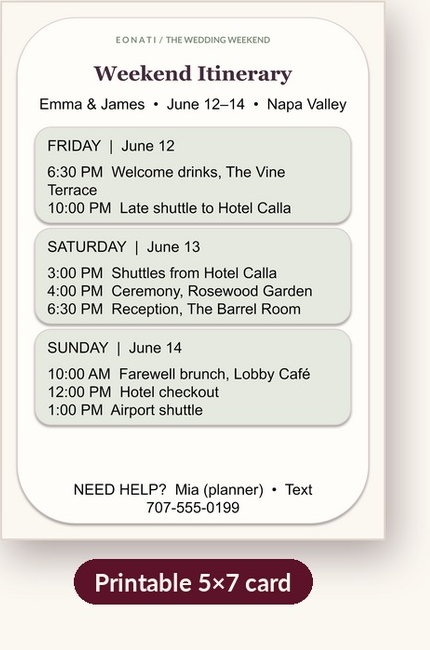 EONATI / THE WEDDING WEEKEND
Weekend Itinerary
Emma & James • June 12–14 • Napa Valley
FRIDAY | June 12
6:30 PM Welcome drinks, The Vine
Terrace
10:00 PM Late shuttle to Hotel Calla
SATURDAY | June 13
3:00 PM Shuttles from Hotel Calla
4:00 PM Ceremony, Rosewood Garden
6:30 PM Reception, The Barrel Room
SUNDAY | June 14
10:00 AM Farewell brunch, Lobby Café
12:00 PM Hotel checkout
1:00 PM Airport shuttle
NEED HELP? Mia (planner) • Text
707-555-0199
Printable 5×7 card